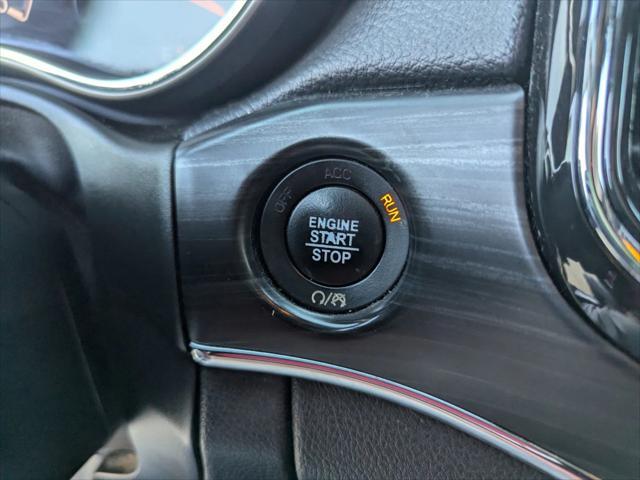 OFF ACC RUN
ENGINE
START
STOP